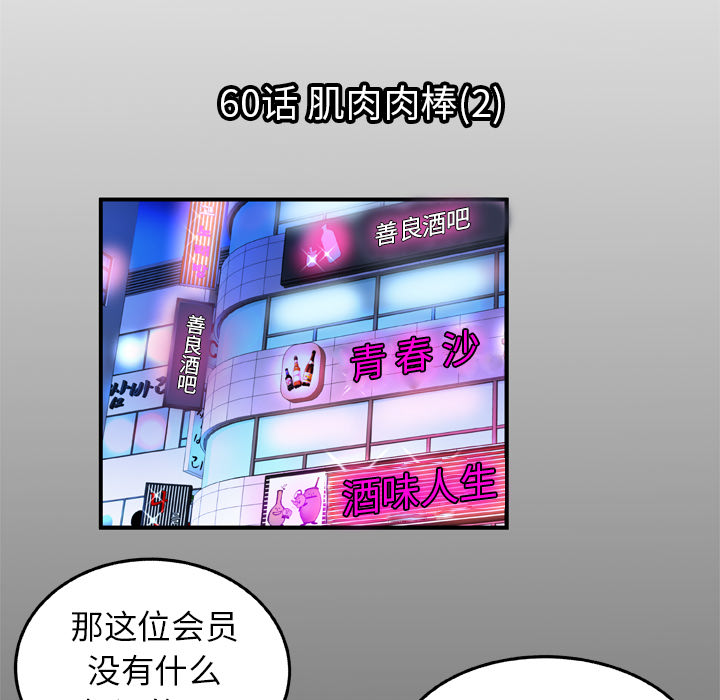 60话 肌肉肉棒(2)
善良酒吧
善良酒吧
青春沙
酒味人生
那这位会员
没有什么